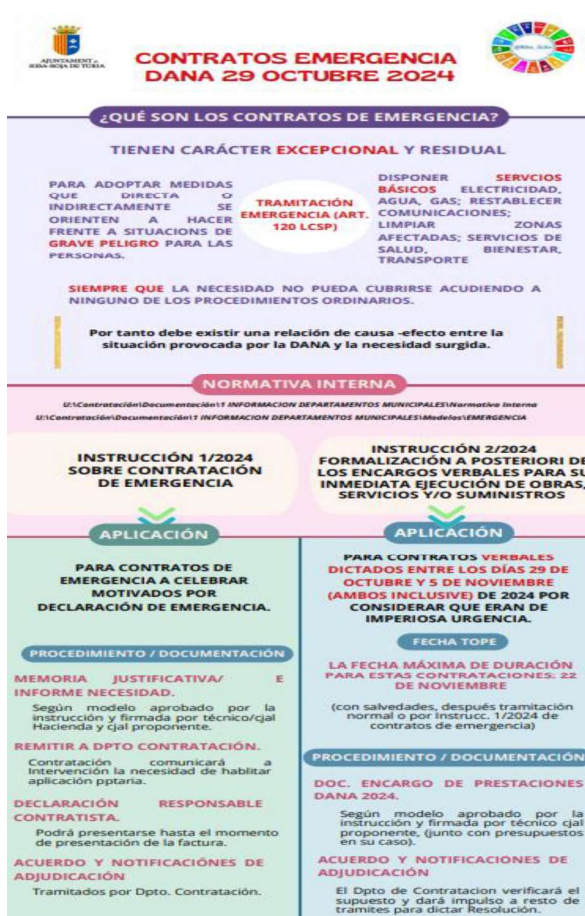 AJUNTAMENT DE
RIBA-ROJA DE TÚRIA
CONTRATOS EMERGENCIA
DANA 29 OCTUBRE 2024
¿QUÉ SON LOS CONTRATOS DE EMERGENCIA?
TIENEN CARÁCTER EXCEPCIONAL Y RESIDUAL
PARA ADOPTAR MEDIDAS
QUE DIRECTA O
INDIRECTAMENTE SE
ORIENTEN A HACER
FRENTE A SITUACIONS DE
GRAVE PELIGRO PARA LAS
PERSONAS.
TRAMITACIÓN
EMERGENCIA (ART.
120 LCSP)
DISPONER SERVCIOS
BÁSICOS ELECTRICIDAD,
AGUA, GAS; RESTABLECER
COMUNICACIONES;
LIMPIAR ZONAS
AFECTADAS; SERVICIOS DE
SALUD, BIENESTAR,
TRANSPORTE
SIEMPRE QUE LA NECESIDAD NO PUEDA CUBRIRSE ACUDIENDO A
NINGUNO DE LOS PROCEDIMIENTOS ORDINARIOS.
Por tanto debe existir una relación de causa -efecto entre la
situación provocada por la DANA y la necesidad surgida.
NORMATIVA INTERNA
U:\Contratación\Documentación\1 INFORMACION DEPARTAMENTOS MUNICIPALES\Normativa Interna
U:\Contratación\Documentación\1 INFORMACION DEPARTAMENTOS MUNICIPALES\Modelos\EMERGENCIA
INSTRUCCIÓN 1/2024
SOBRE CONTRATACIÓN
DE EMERGENCIA
APLICACIÓN
PARA CONTRATOS DE
EMERGENCIA A CELEBRAR
MOTIVADOS POR
DECLARACIÓN DE EMERGENCIA.
PROCEDIMIENTO / DOCUMENTACIÓN
MEMORIA JUSTIFICATIVA/ E
INFORME NECESIDAD.
Según modelo aprobado por la
instrucción y firmada por técnico/cjal
Hacienda y cjal proponente.
REMITIR A DPTO CONTRATACIÓN.
Contratación comunicará a
Intervención la necesidad de hablitar
aplicación pptaria.
DECLARACIÓN RESPONSABLE
CONTRATISTA.
Podrá presentarse hasta el momento
de presentación de la factura.
ACUERDO Y NOTIFICACIÓNES DE
ADJUDICACIÓN
Tramitados por Dpto. Contratación.
INSTRUCCIÓN 2/2024
FORMALIZACIÓN A POSTERIORI DE
LOS ENCARGOS VERBALES PARA SU
INMEDIATA EJECUCIÓN DE OBRAS,
SERVICIOS Y/O SUMINISTROS
APLICACIÓN
PARA CONTRATOS VERBALES
DICTADOS ENTRE LOS DÍAS 29 DE
OCTUBRE Y 5 DE NOVIEMBRE
(AMBOS INCLUSIVE) DE 2024 POR
CONSIDERAR QUE ERAN DE
IMPERIOSA URGENCIA.
FECHA TOPE
LA FECHA MÁXIMA DE DURACIÓN
PARA ESTAS CONTRATACIONES: 22
DE NOVIEMBRE
(con salvedades, después tramitación
normal o por Instrucc. 1/2024 de
contratos de emergencia)
PROCEDIMIENTO / DOCUMENTACIÓN
DOC. ENCARGO DE PRESTACIONES
DANA 2024.
Según modelo aprobado por la
instrucción y firmada por técnico cjal
proponente, (junto con presupuestos
en su caso).
ACUERDO Y NOTIFICACIONES DE
ADJUDICACIÓN
El Dpto de Contratacion verificará el
supuesto y dará impulso a resto de
tramites para dictar Resolución.